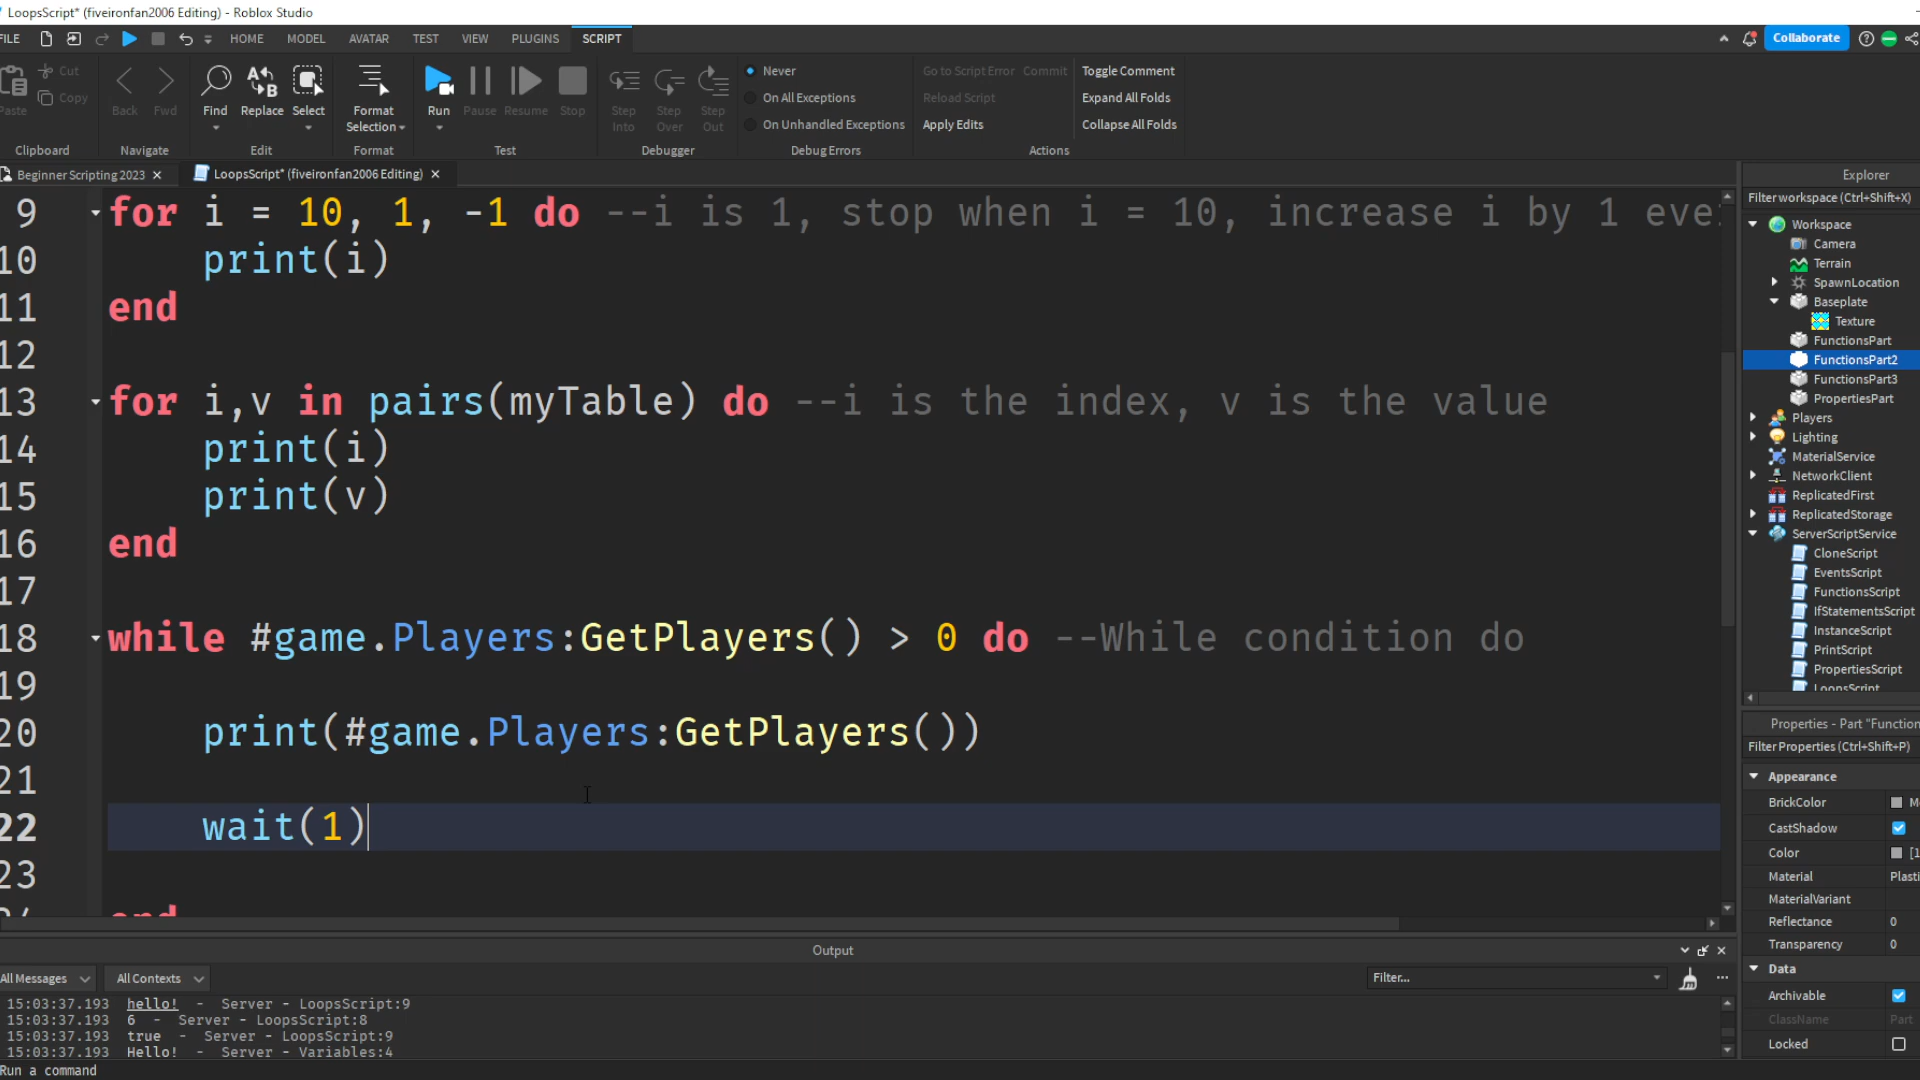 LoopsScript* (fiveironfan2006 Editing) - Roblox Studio
FILE HOME MODEL AVATAR TEST VIEW PLUGINS SCRIPT Collaborate
Cut
Copy
Paste
Clipboard
Back Fwd
Navigate
Find Replace Select
Edit
Format Selection
Format
Run Pause Resume Stop
Test
Step Into Step Over Step Out
Debugger
Never
On All Exceptions
On Unhandled Exceptions
Debug Errors
Go to Script Error Commit
Reload Script
Apply Edits
Toggle Comment
Expand All Folds
Collapse All Folds
Actions
Beginner Scripting 2023 × LoopsScript* (fiveironfan2006 Editing) ×
9 for i = 10, 1, -1 do --i is 1, stop when i = 10, increase i by 1 eve
10 print(i)
11 end
12
13 for i,v in pairs(myTable) do --i is the index, v is the value
14 print(i)
15 print(v)
16 end
17
18 while #game.Players:GetPlayers() > 0 do --While condition do
19
20 print(#game.Players:GetPlayers())
21
22 wait(1)
23
Output
All Messages All Contexts Filter...
15:03:37.193 hello! - Server - LoopsScript:9
15:03:37.193 6 - Server - LoopsScript:8
15:03:37.193 true - Server - LoopsScript:9
15:03:37.193 Hello! - Server - Variables:4
Run a command
Explorer
Filter workspace (Ctrl+Shift+X)
Workspace
Camera
Terrain
SpawnLocation
Baseplate
Texture
FunctionsPart
FunctionsPart2
FunctionsPart3
PropertiesPart
Players
Lighting
MaterialService
NetworkClient
ReplicatedFirst
ReplicatedStorage
ServerScriptService
CloneScript
EventsScript
FunctionsScript
IfStatementsScript
InstanceScript
PrintScript
PropertiesScript
LoopsScript
Properties - Part "Function
Filter Properties (Ctrl+Shift+P)
Appearance
BrickColor M
CastShadow
Color [1
Material Plasti
MaterialVariant
Reflectance 0
Transparency 0
Data
Archivable
ClassName Part
Locked